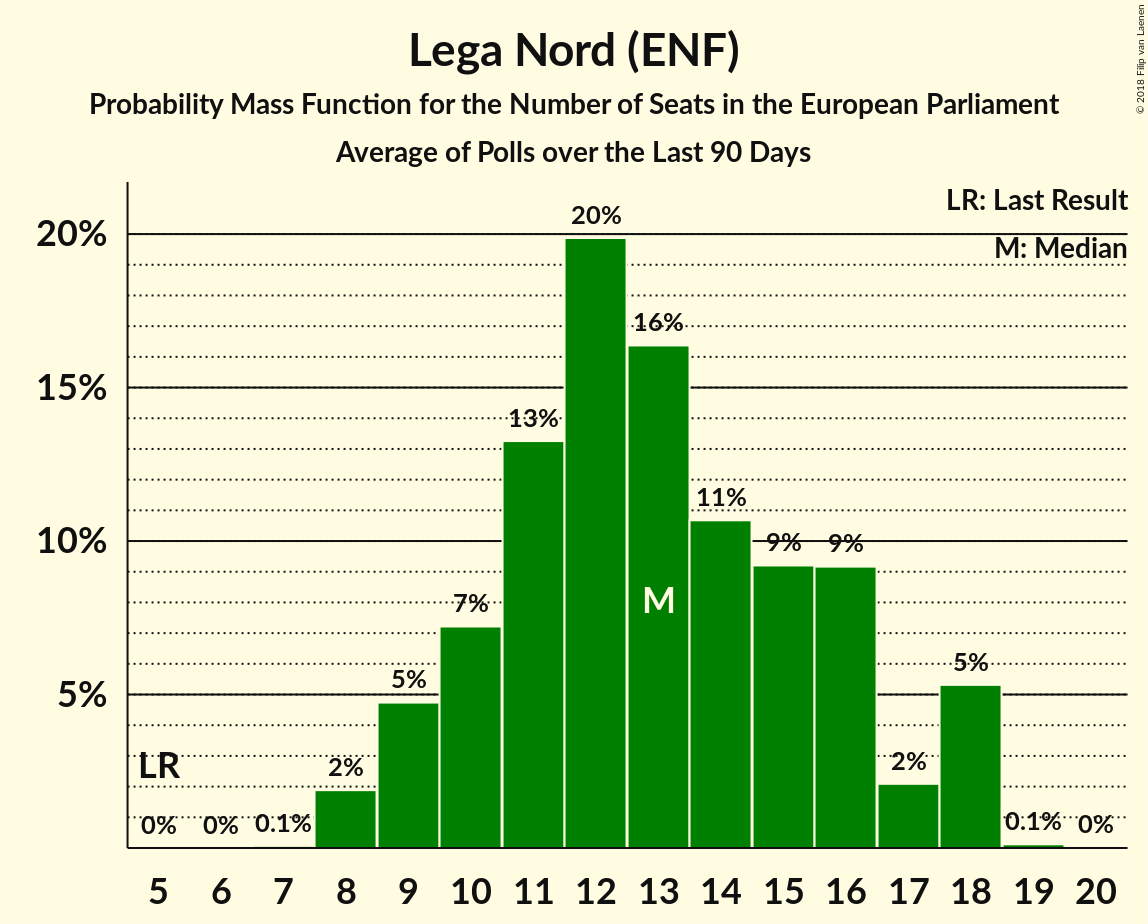 Lega Nord (ENF)
Probability Mass Function for the Number of Seats in the European Parliament
Average of Polls over the Last 90 Days
© 2018 Filip van Laenen
LR: Last Result
M: Median
20%
15%
10%
5%
LR
0%
0%
0.1%
2%
5%
7%
13%
20%
16%
M
11%
9%
9%
2%
5%
0.1%
0%
5 6 7 8 9 10 11 12 13 14 15 16 17 18 19 20